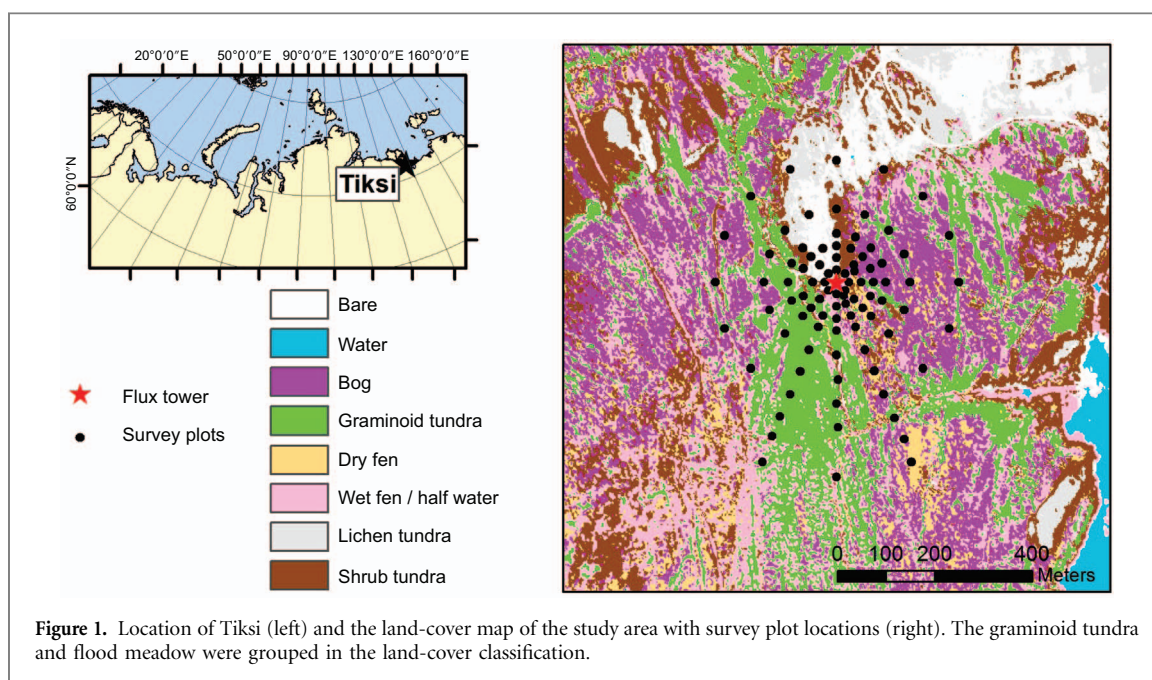 20°0'0"E 50°0'0"E 90°0'0"E 130°0'0"E 160°0'0"E
60°0'0"N
Tiksi
Flux tower
Survey plots
Bare
Water
Bog
Graminoid tundra
Dry fen
Wet fen / half water
Lichen tundra
Shrub tundra
0 100 200 400
Meters
Figure 1. Location of Tiksi (left) and the land-cover map of the study area with survey plot locations (right). The graminoid tundra
and flood meadow were grouped in the land-cover classification.